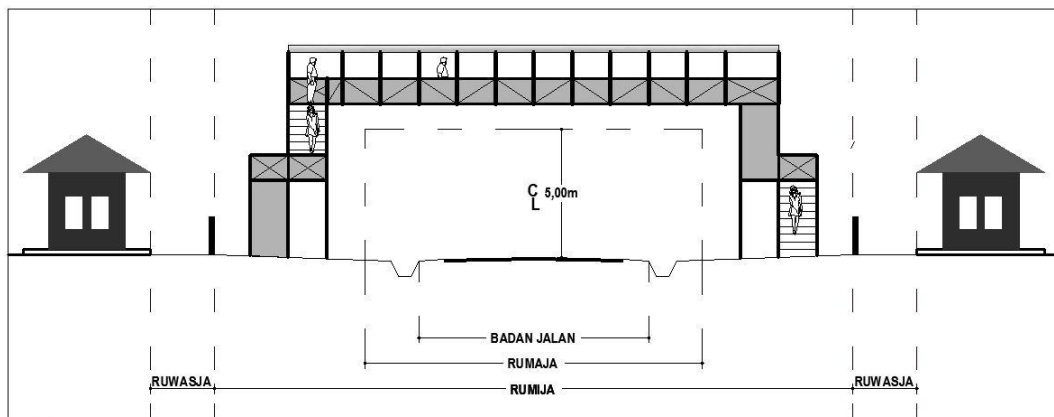 C
L 5,00m
BADAN JALAN
RUMAJA
RUWASJA
RUMIJA
RUWASJA